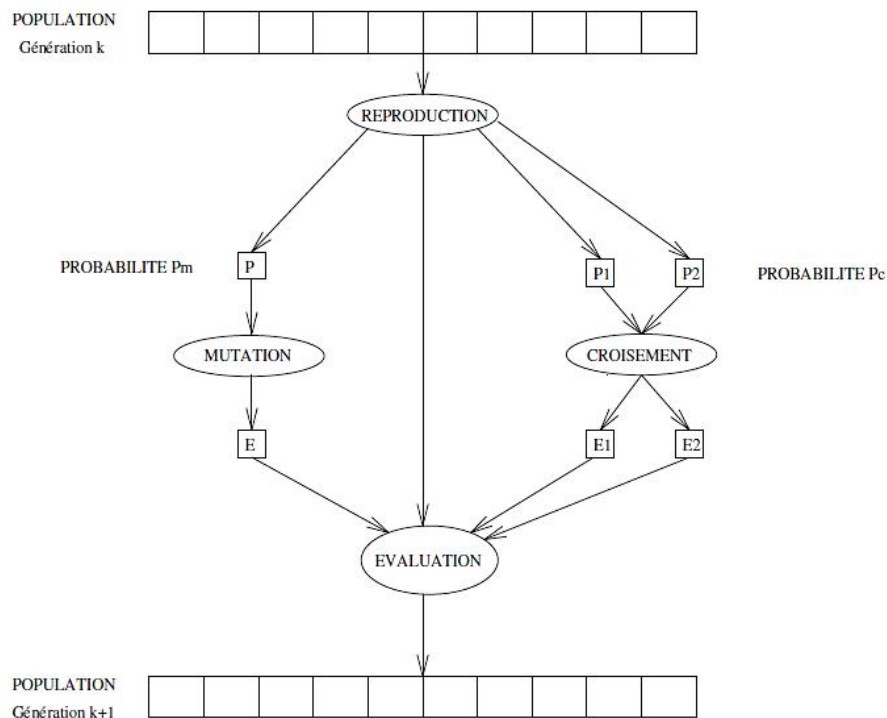 POPULATION
Génération k
REPRODUCTION
PROBABILITE Pm
P
P1
P2
PROBABILITE Pc
MUTATION
CROISEMENT
E
E1
E2
EVALUATION
POPULATION
Génération k+1